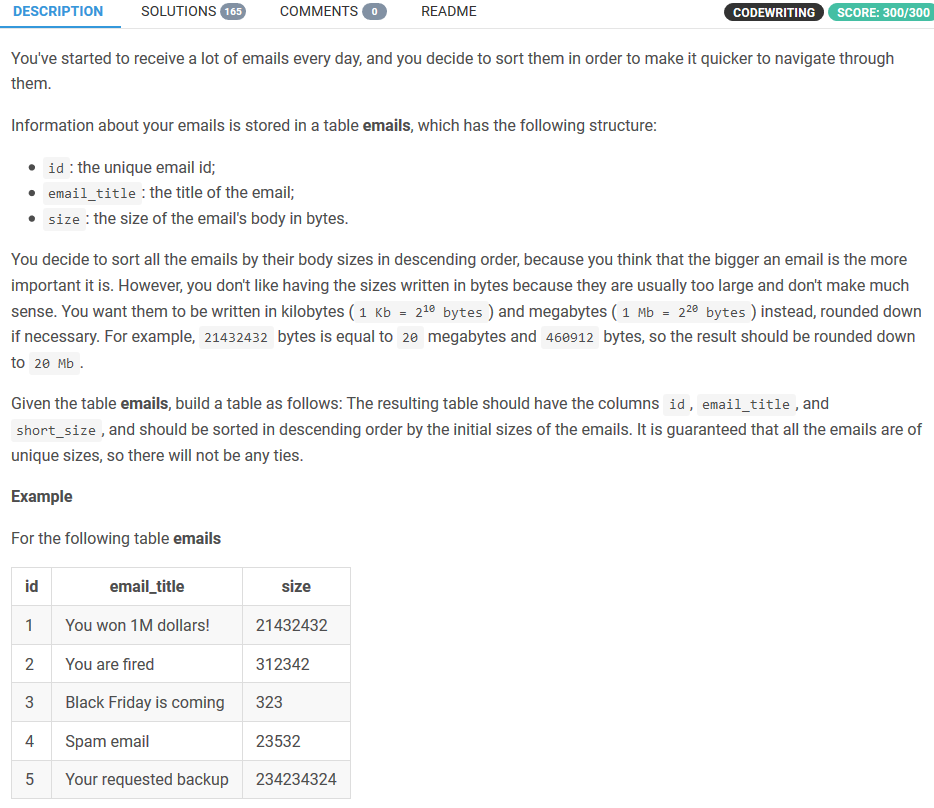 DESCRIPTION SOLUTIONS 165 COMMENTS 0 README CODEWRITING SCORE: 300/300
You've started to receive a lot of emails every day, and you decide to sort them in order to make it quicker to navigate through
them.
Information about your emails is stored in a table emails, which has the following structure:
• id : the unique email id;
• email_title : the title of the email;
• size : the size of the email's body in bytes.
You decide to sort all the emails by their body sizes in descending order, because you think that the bigger an email is the more
important it is. However, you don't like having the sizes written in bytes because they are usually too large and don't make much
sense. You want them to be written in kilobytes ( 1 Kb = 2¹⁰ bytes ) and megabytes ( 1 Mb = 2²⁰ bytes ) instead, rounded down
if necessary. For example, 21432432 bytes is equal to 20 megabytes and 460912 bytes, so the result should be rounded down
to 20 Mb .
Given the table emails, build a table as follows: The resulting table should have the columns id , email_title , and
short_size , and should be sorted in descending order by the initial sizes of the emails. It is guaranteed that all the emails are of
unique sizes, so there will not be any ties.
Example
For the following table emails
id email_title size
1 You won 1M dollars! 21432432
2 You are fired 312342
3 Black Friday is coming 323
4 Spam email 23532
5 Your requested backup 234234324